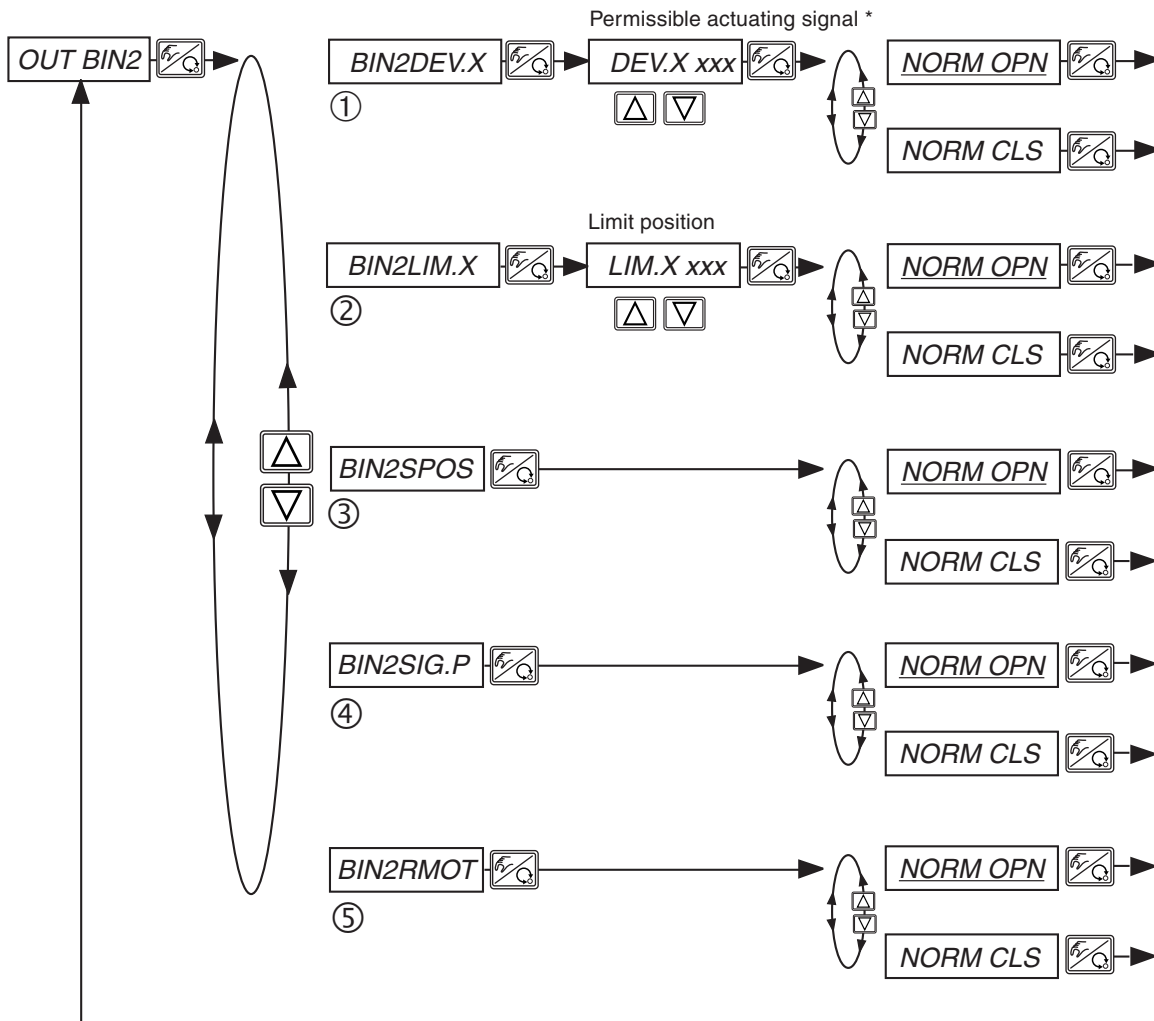 Permissible actuating signal *
OUT BIN2
BIN2DEV.X
DEV.X xxx
NORM OPN
①
NORM CLS
Limit position
BIN2LIM.X
LIM.X xxx
NORM OPN
②
NORM CLS
BIN2SPOS
NORM OPN
③
NORM CLS
BIN2SIG.P
NORM OPN
④
NORM CLS
BIN2RMOT
NORM OPN
⑤
NORM CLS